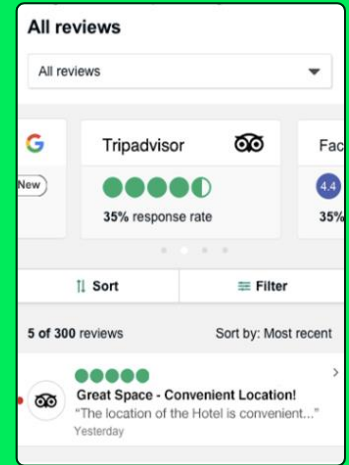 All reviews
All reviews
G
Tripadvisor
Fac
New
4.4
35% response rate
35%
Sort
Filter
5 of 300 reviews
Sort by: Most recent
Great Space - Convenient Location!
"The location of the Hotel is convenient..."
Yesterday